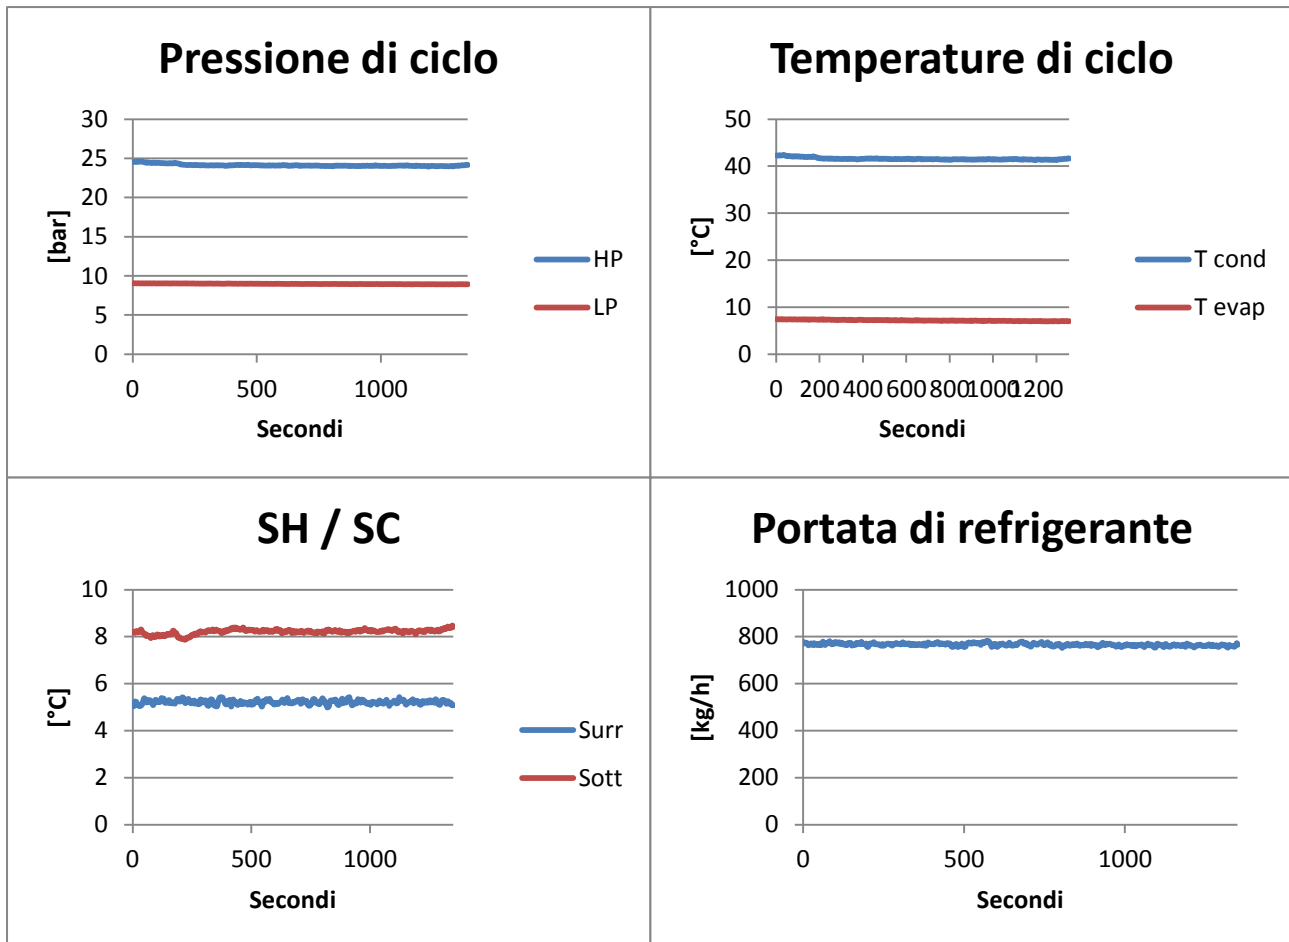 Pressione di ciclo
30
25
20
15
10
5
0
[bar]
0 500 1000
Secondi
HP
LP
Temperature di ciclo
50
40
30
20
10
0
[°C]
0 200 400 600 800 1000 1200
Secondi
T cond
T evap
SH / SC
10
8
6
4
2
0
[°C]
0 500 1000
Secondi
Surr
Sott
Portata di refrigerante
1000
800
600
400
200
0
[kg/h]
0 500 1000
Secondi